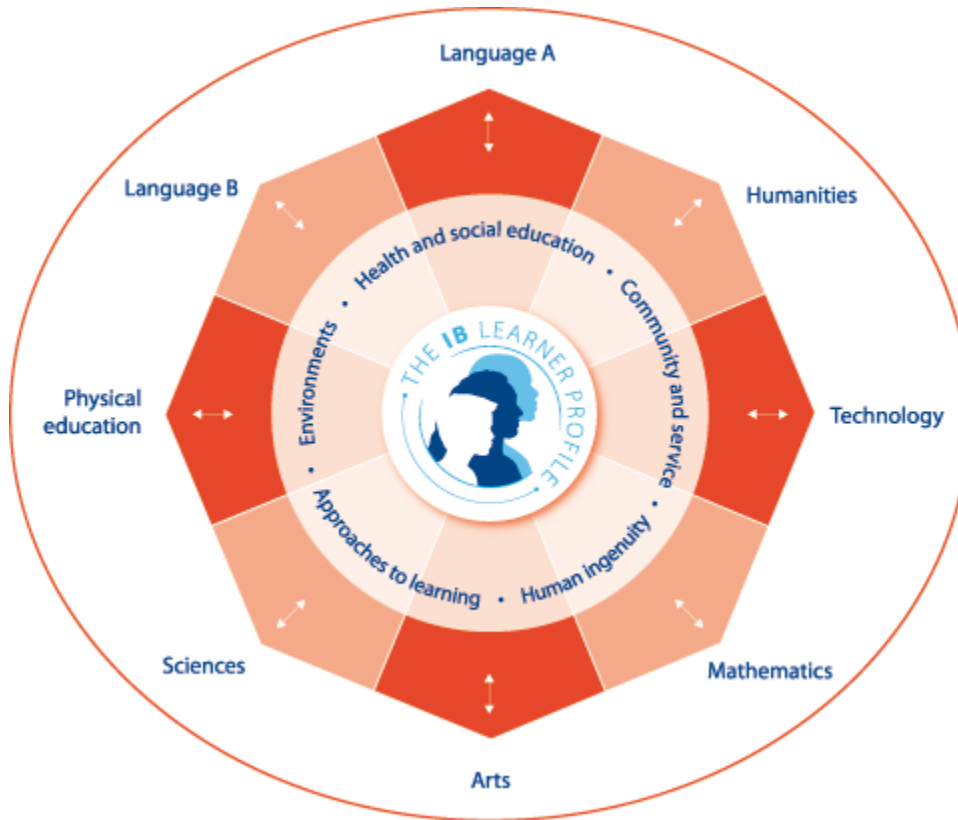 Language A
Language B
Humanities
Health and social education
•
Community and service
•
Human ingenuity
•
Approaches to learning
•
Environments
•
• THE IB LEARNER PROFILE •
Physical
education
Technology
Sciences
Mathematics
Arts